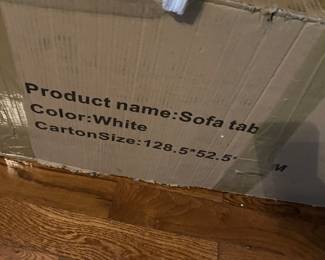 Product name:Sofa tab
Color:White
CartonSize:128.5*52.5*